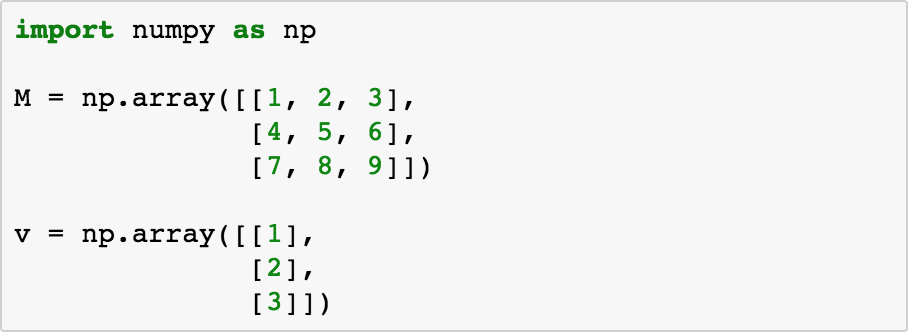 import numpy as np
M = np.array([[1, 2, 3],
              [4, 5, 6],
              [7, 8, 9]])
v = np.array([[1],
              [2],
              [3]])